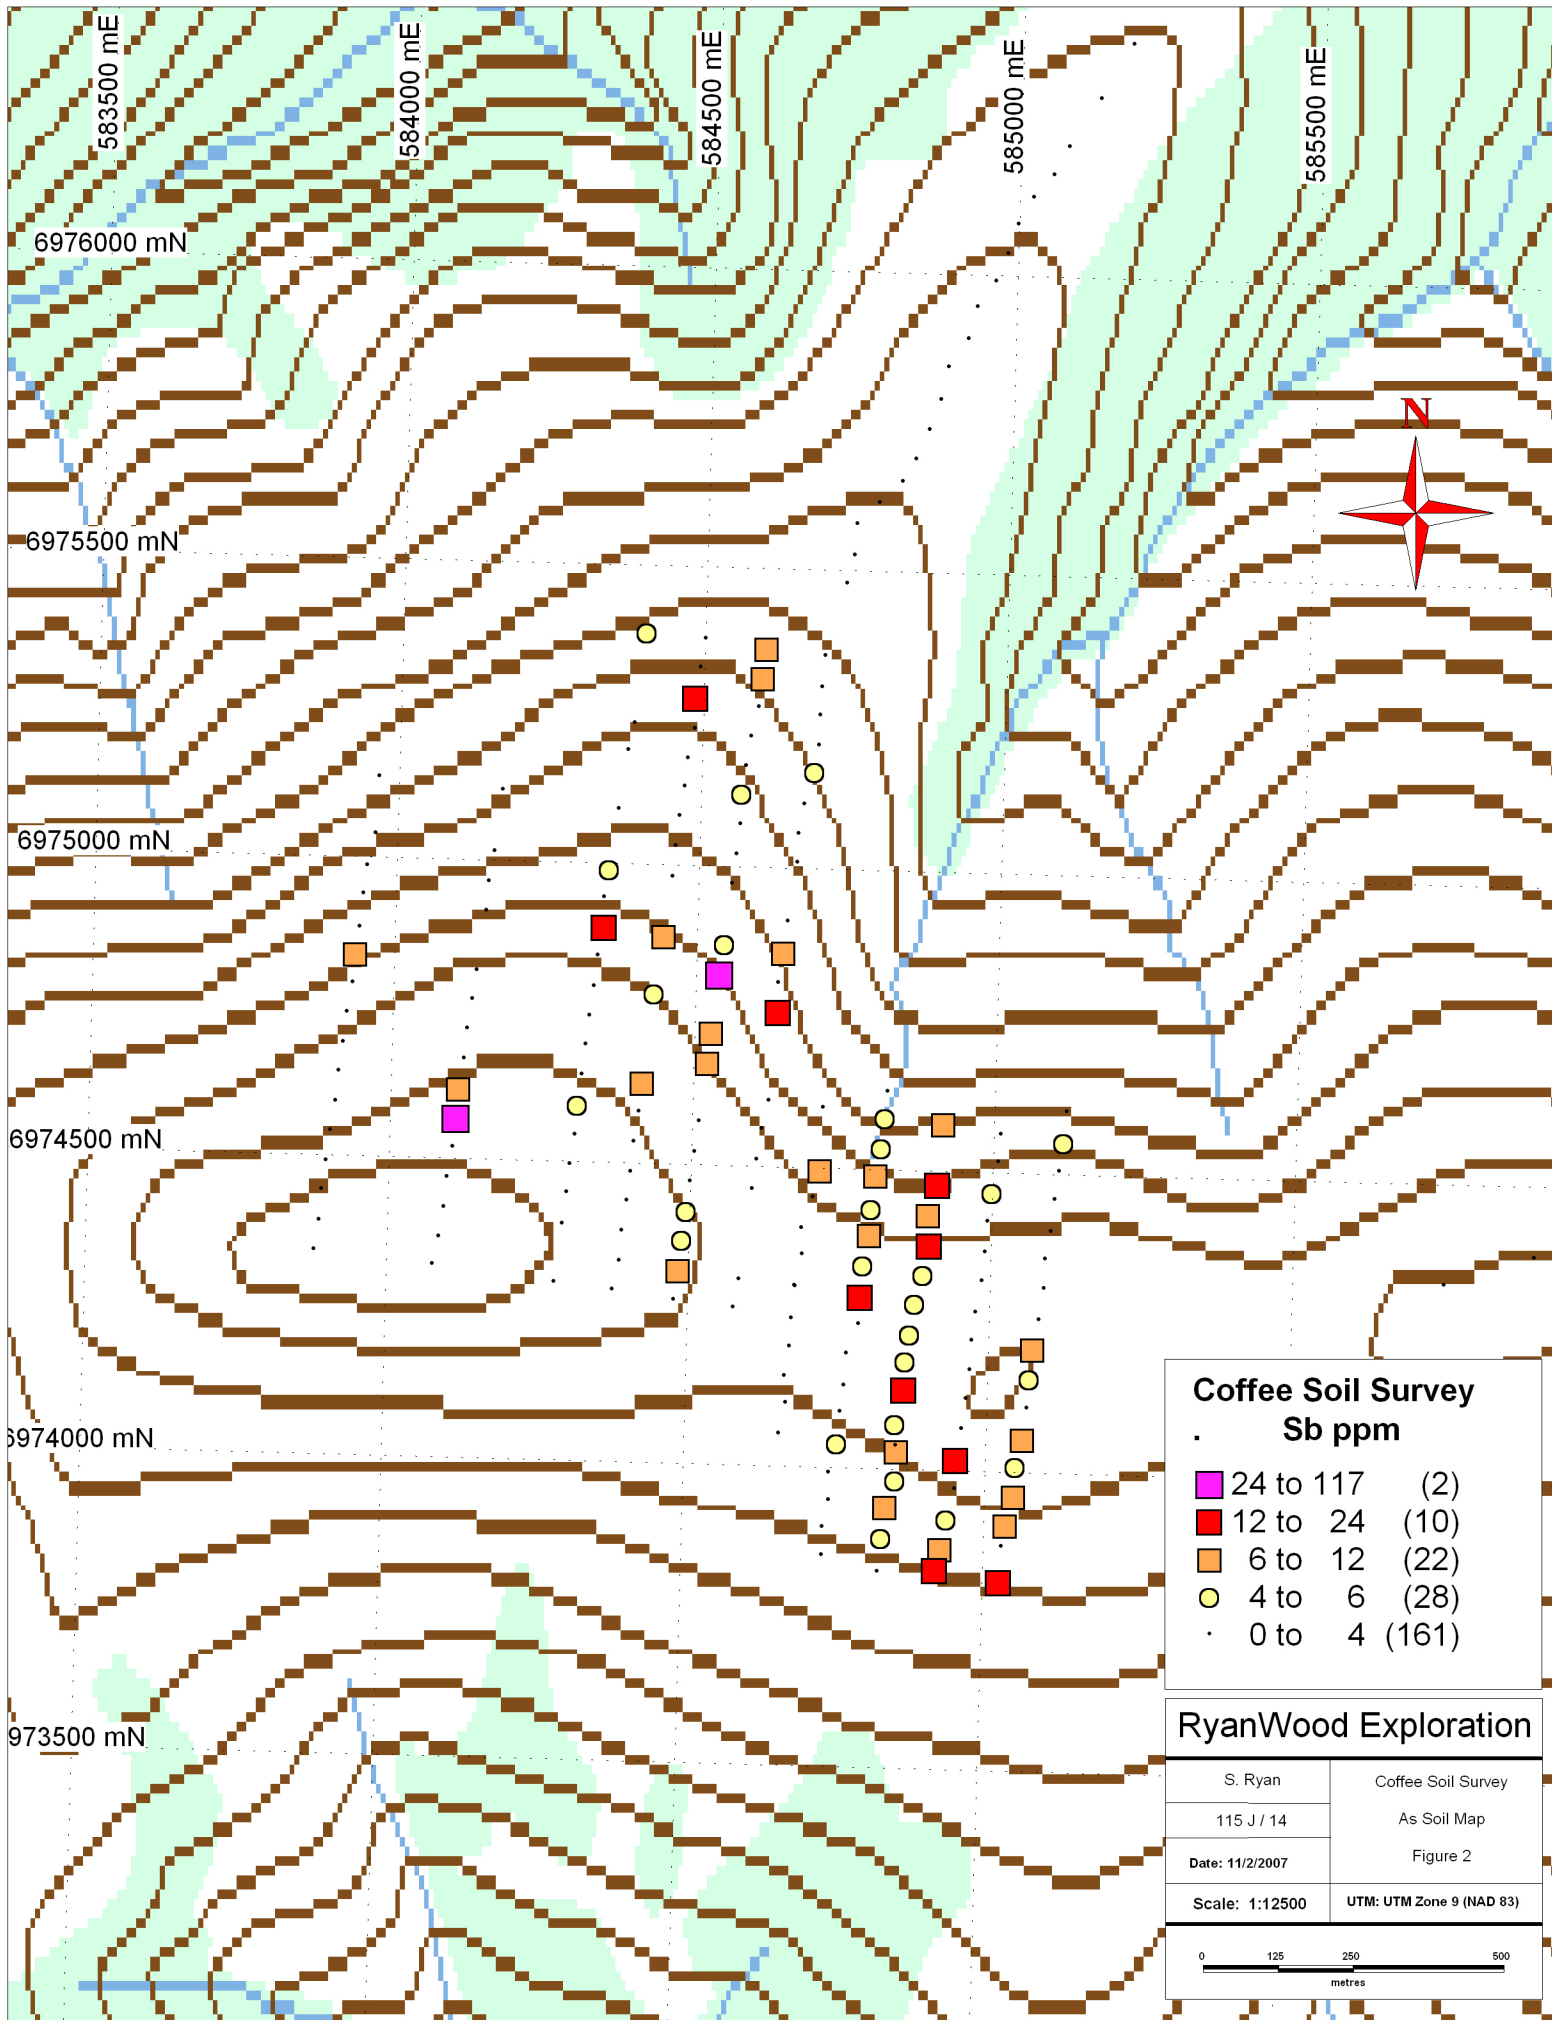 583500 mE
584000 mE
584500 mE
585000 mE
585500 mE
6976000 mN
N
6975500 mN
6975000 mN
6974500 mN
6974000 mN
973500 mN
Coffee Soil Survey
. Sb ppm
24 to 117 (2)
12 to 24 (10)
6 to 12 (22)
4 to 6 (28)
0 to 4 (161)
RyanWood Exploration
S. Ryan
115 J / 14
Date: 11/2/2007
Scale: 1:12500
Coffee Soil Survey
As Soil Map
Figure 2
UTM: UTM Zone 9 (NAD 83)
0 125 250 500
metres